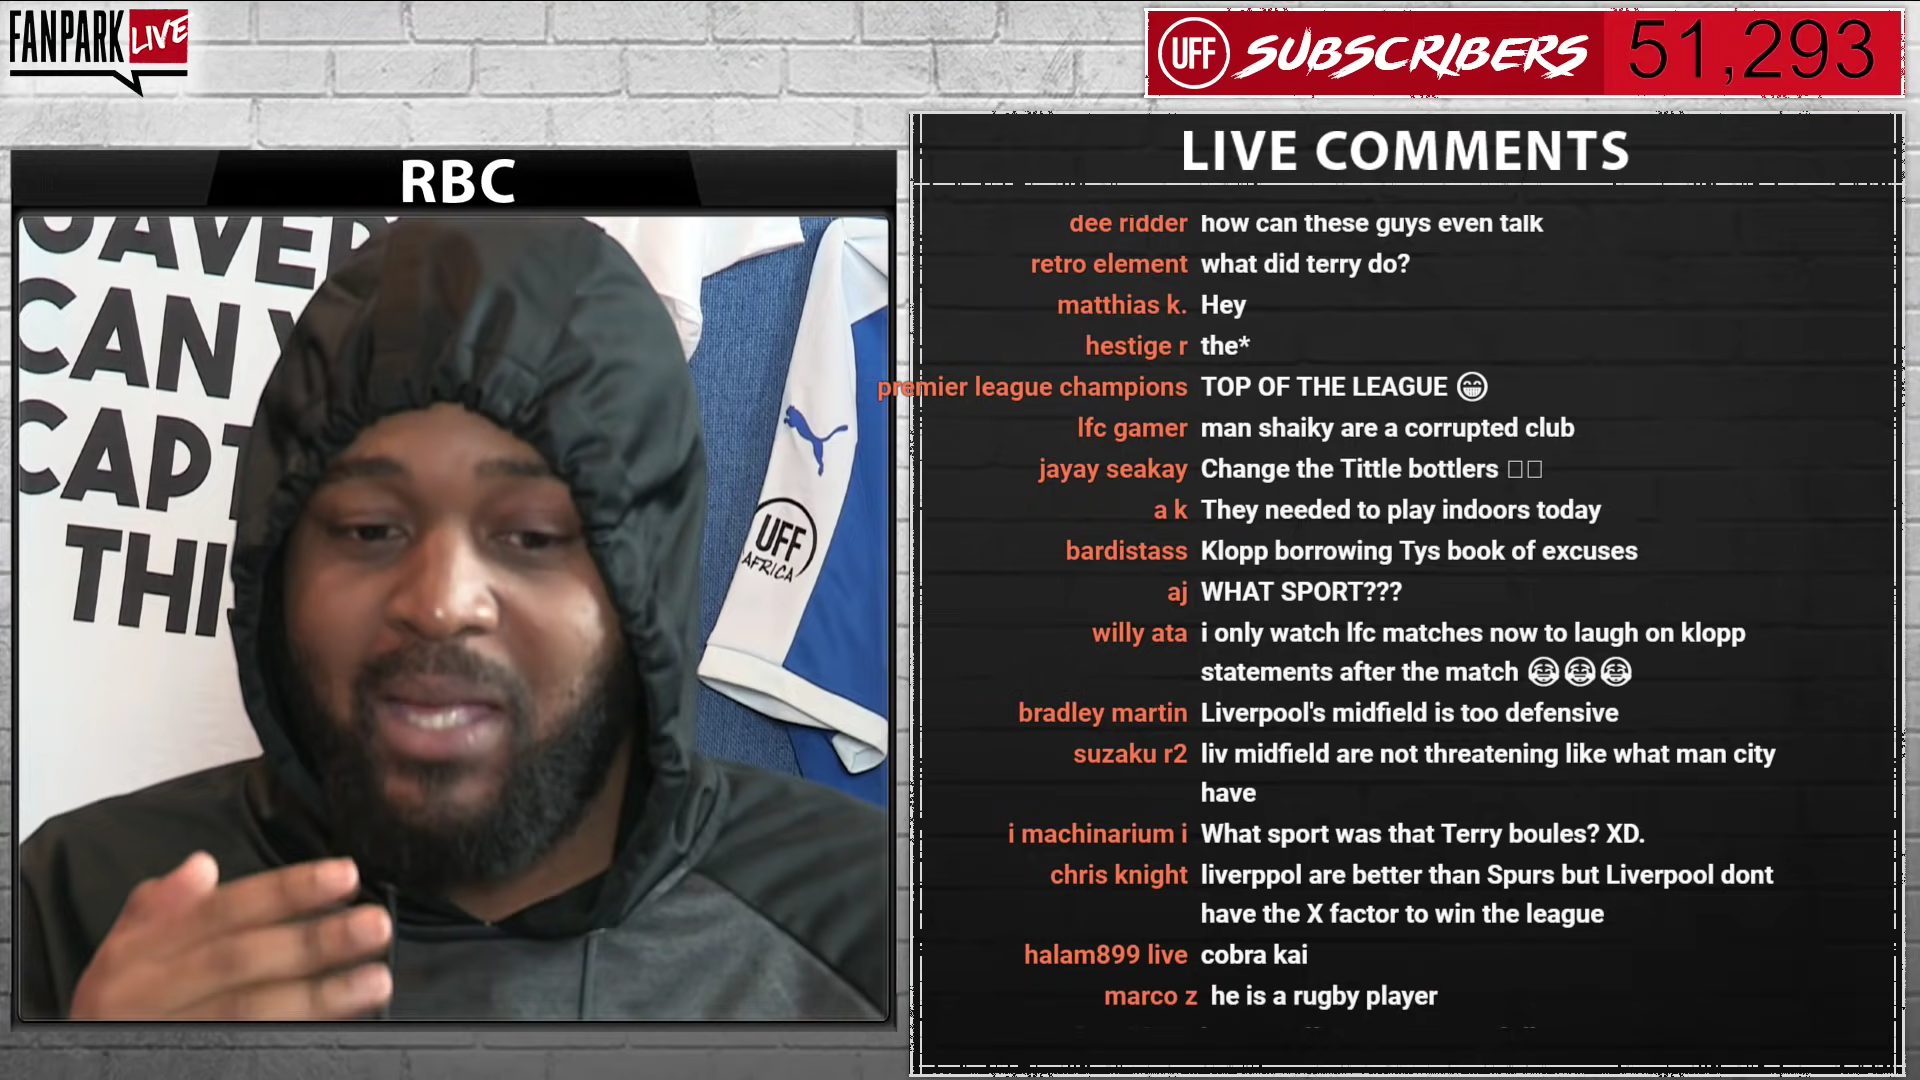 FANPARK LIVE
UFF SUBSCRIBERS 51,293
RBC
CAN
CAPT
THI
UFF
AFRICA
LIVE COMMENTS
dee ridder how can these guys even talk
retro element what did terry do?
matthias k. Hey
hestige r the*
premier league champions TOP OF THE LEAGUE 😁
lfc gamer man shaiky are a corrupted club
jayay seakay Change the Tittle bottlers □□
a k They needed to play indoors today
bardistass Klopp borrowing Tys book of excuses
aj WHAT SPORT???
willy ata i only watch lfc matches now to laugh on klopp
statements after the match 😂😂😂
bradley martin Liverpool's midfield is too defensive
suzaku r2 liv midfield are not threatening like what man city
have
i machinarium i What sport was that Terry boules? XD.
chris knight liverppol are better than Spurs but Liverpool dont
have the X factor to win the league
halam899 live cobra kai
marco z he is a rugby player